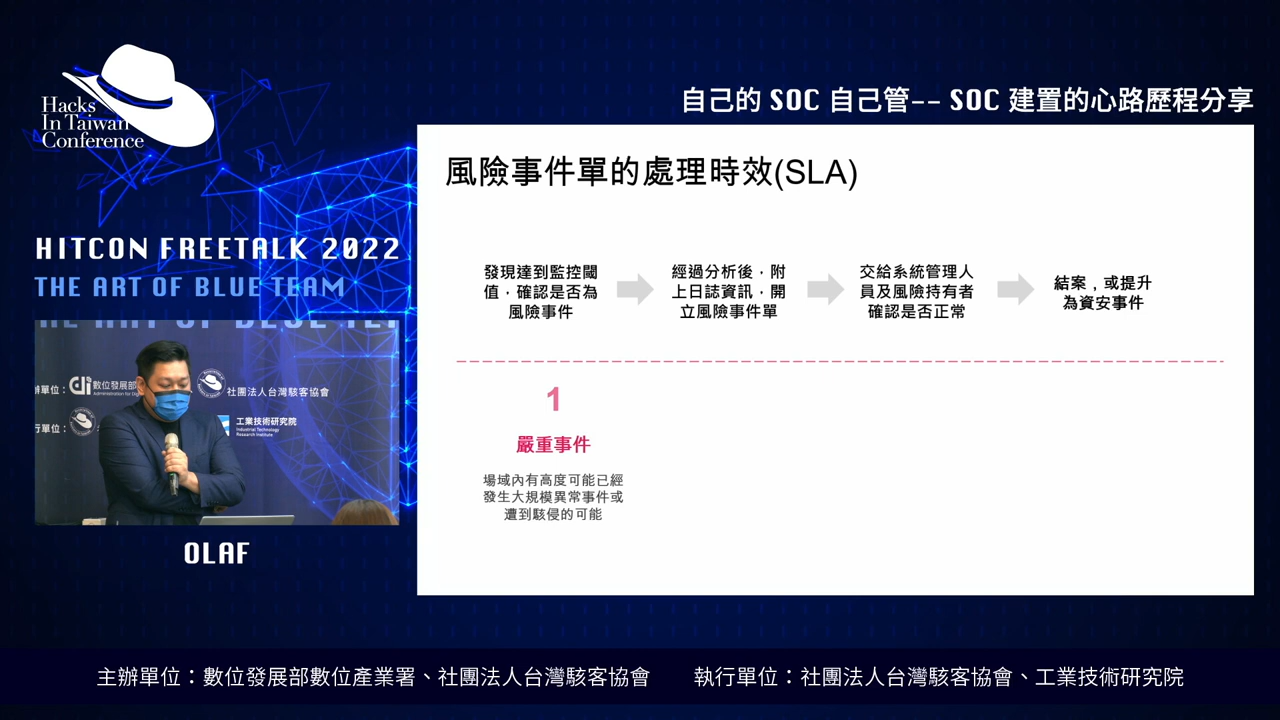 Hacks
In Taiwan
Conference
自己的 SOC 自己管-- SOC 建置的心路歷程分享
HITCON FREETALK 2022
THE ART OF BLUE TEAM
風險事件單的處理時效(SLA)
發現達到監控閾
值，確認是否為
風險事件
經過分析後，附
上日誌資訊，開
立風險事件單
交給系統管理人
員及風險持有者
確認是否正常
結案，或提升
為資安事件
1
嚴重事件
場域內有高度可能已經
發生大規模異常事件或
遭到駭侵的可能
辦單位：
di 數位發展部
社團法人台灣駭客協會
行單位：
工業技術研究院
Industrial Technology
Research Institute
OLAF
主辦單位：數位發展部數位產業署、社團法人台灣駭客協會
執行單位：社團法人台灣駭客協會、工業技術研究院